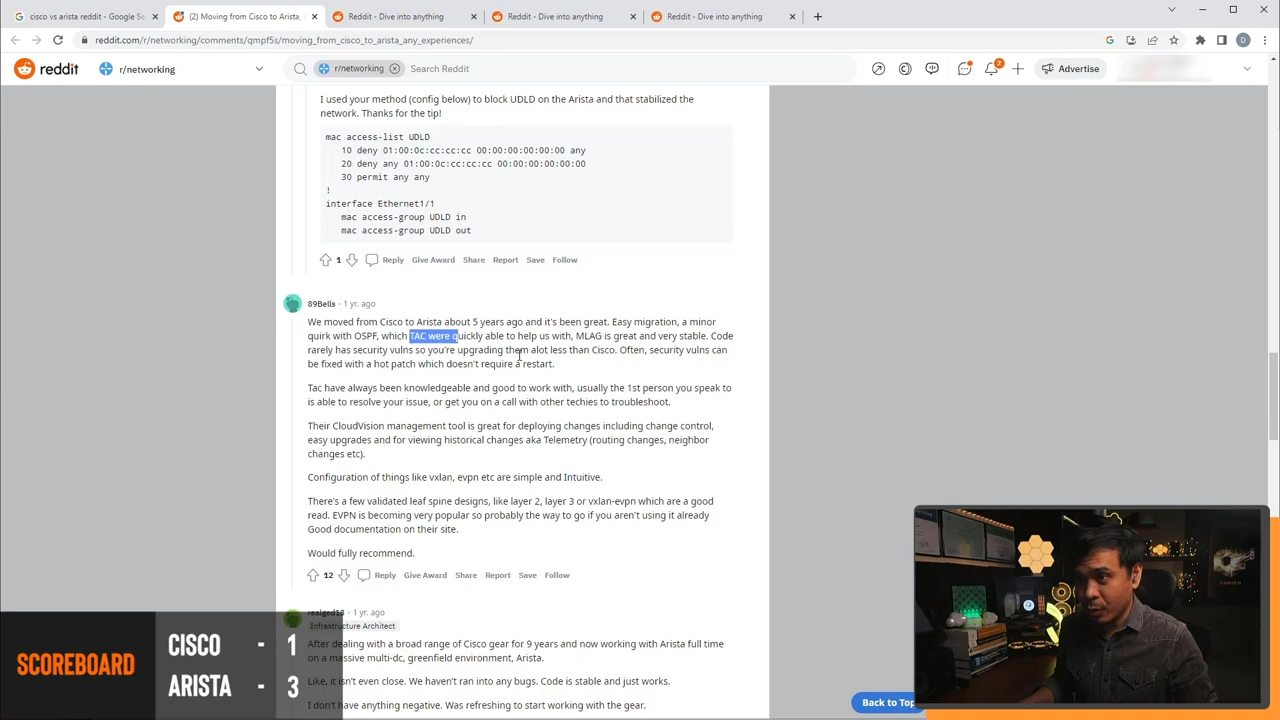 cisco vs arista reddit - Google Se
(2) Moving from Cisco to Arista,
Reddit - Dive into anything
Reddit - Dive into anything
Reddit - Dive into anything
reddit.com/r/networking/comments/qmpf5s/moving_from_cisco_to_arista_any_experiences/
D
reddit
r/networking
r/networking
Search Reddit
2
Advertise
I used your method (config below) to block UDLD on the Arista and that stabilized the
network. Thanks for the tip!
mac access-list UDLD
10 deny 01:00:0c:cc:cc:cc 00:00:00:00:00:00 any
20 deny any 01:00:0c:cc:cc:cc 00:00:00:00:00:00
30 permit any any
!
interface Ethernet1/1
mac access-group UDLD in
mac access-group UDLD out
1 Reply Give Award Share Report Save Follow
89Bells · 1 yr. ago
We moved from Cisco to Arista about 5 years ago and it's been great. Easy migration, a minor
quirk with OSPF, which TAC were quickly able to help us with, MLAG is great and very stable. Code
rarely has security vulns so you're upgrading them alot less than Cisco. Often, security vulns can
be fixed with a hot patch which doesn't require a restart.
Tac have always been knowledgeable and good to work with, usually the 1st person you speak to
is able to resolve your issue, or get you on a call with other techies to troubleshoot.
Their CloudVision management tool is great for deploying changes including change control,
easy upgrades and for viewing historical changes aka Telemetry (routing changes, neighbor
changes etc).
Configuration of things like vxlan, evpn etc are simple and Intuitive.
There's a few validated leaf spine designs, like layer 2, layer 3 or vxlan-evpn which are a good
read. EVPN is becoming very popular so probably the way to go if you aren't using it already
Good documentation on their site.
Would fully recommend.
12 Reply Give Award Share Report Save Follow
realged13 · 1 yr. ago
Infrastructure Architect
After dealing with a broad range of Cisco gear for 9 years and now working with Arista full time
on a massive multi-dc, greenfield environment, Arista.
Like, it isn't even close. We haven't ran into any bugs. Code is stable and just works.
I don't have anything negative. Was refreshing to start working with the gear.
Back to Top
SCOREBOARD
CISCO - 1
ARISTA - 3